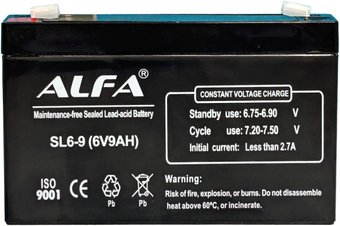 ALFA®
Maintenance-free Sealed Lead-acid Battery
SL6-9 (6V9AH)
CONSTANT VOLTAGE CHARGE
Standby use: 6.75-6.90 V
Cycle use: 7.20-7.50 V
Initial current: Less than 2.7A
ISO
9001
Pb
Pb
Warning:
Risk of fire, explosion, or burns. Do not
heat above 60°C, or incinerate.